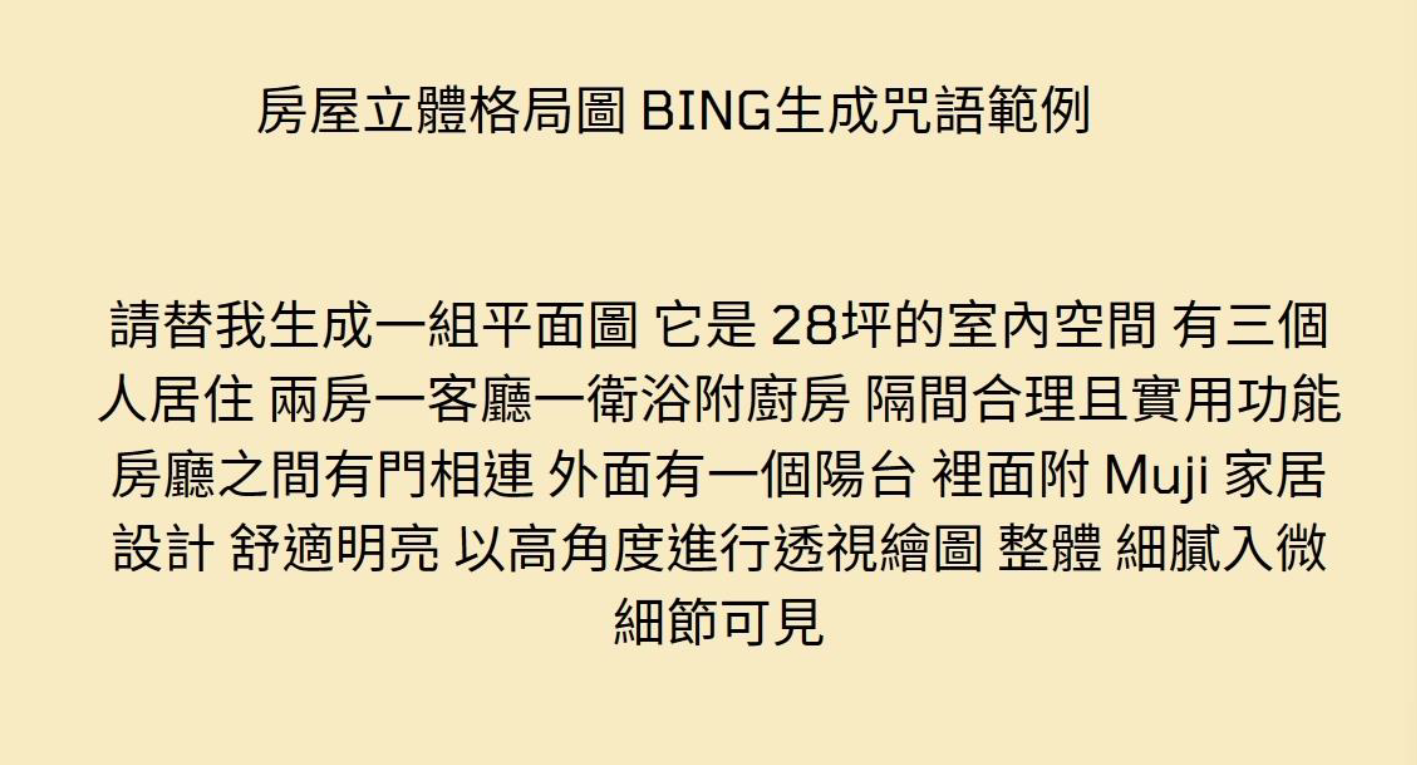 房屋立體格局圖 BING生成咒語範例
請替我生成一組平面圖 它是 28坪的室內空間 有三個
人居住 兩房一客廳一衛浴附廚房 隔間合理且實用功能
房廳之間有門相連 外面有一個陽台 裡面附 Muji 家居
設計 舒適明亮 以高角度進行透視繪圖 整體 細膩入微
細節可見